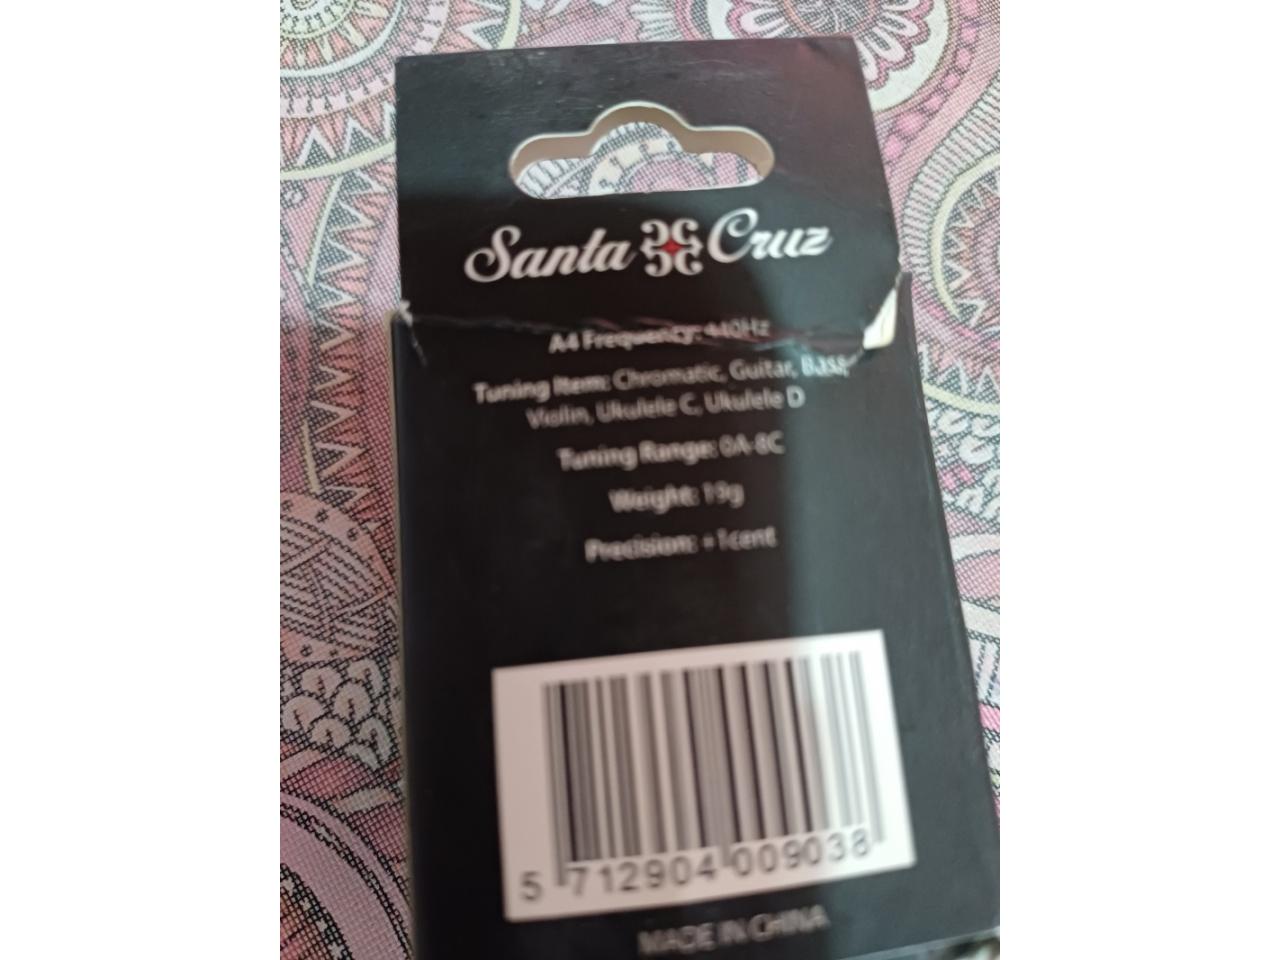 Santa Cruz
A4 Frequency: 440Hz
Tuning Item: Chromatic, Guitar, Bass,
Violin, Ukulele C, Ukulele D
Tuning Range: 0A-8C
Weight: 19g
Precision: ±1cent
5 712904 009038
MADE IN CHINA